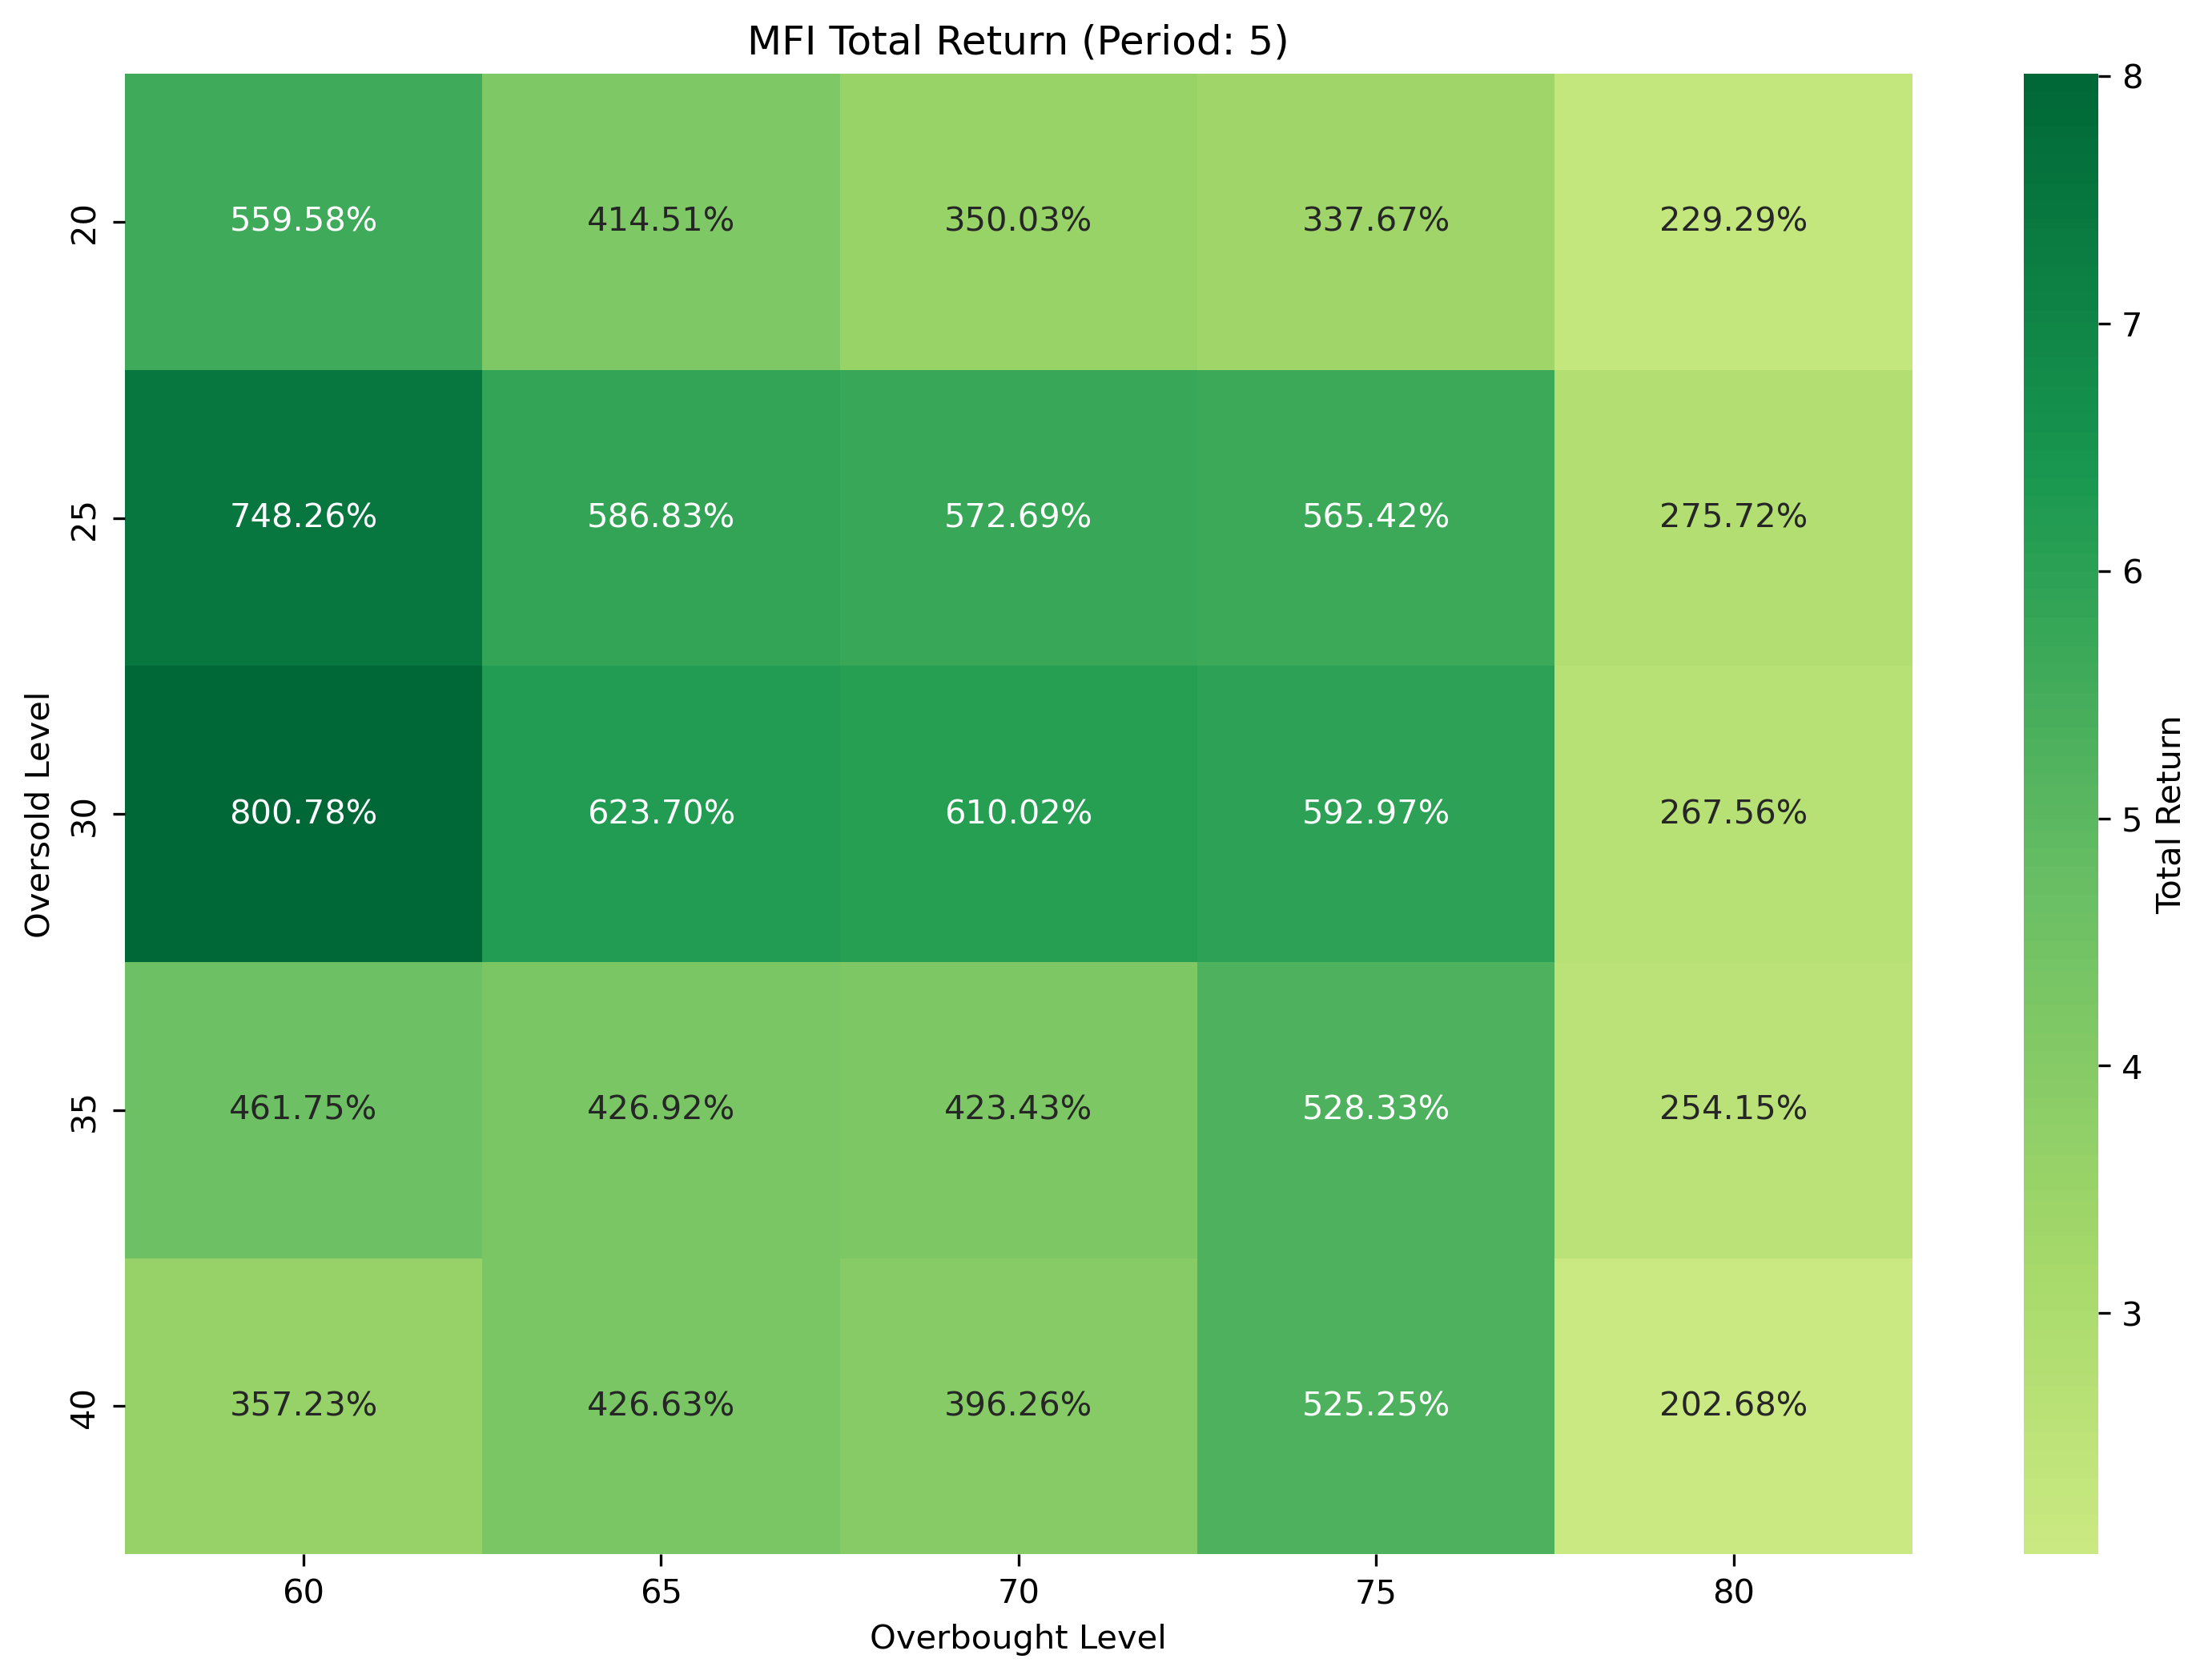 MFI Total Return (Period: 5)
Oversold Level
20
559.58% 414.51% 350.03% 337.67% 229.29%
25
748.26% 586.83% 572.69% 565.42% 275.72%
30
800.78% 623.70% 610.02% 592.97% 267.56%
35
461.75% 426.92% 423.43% 528.33% 254.15%
40
357.23% 426.63% 396.26% 525.25% 202.68%
60 65 70 75 80
Overbought Level
8
7
6
5
4
3
Total Return